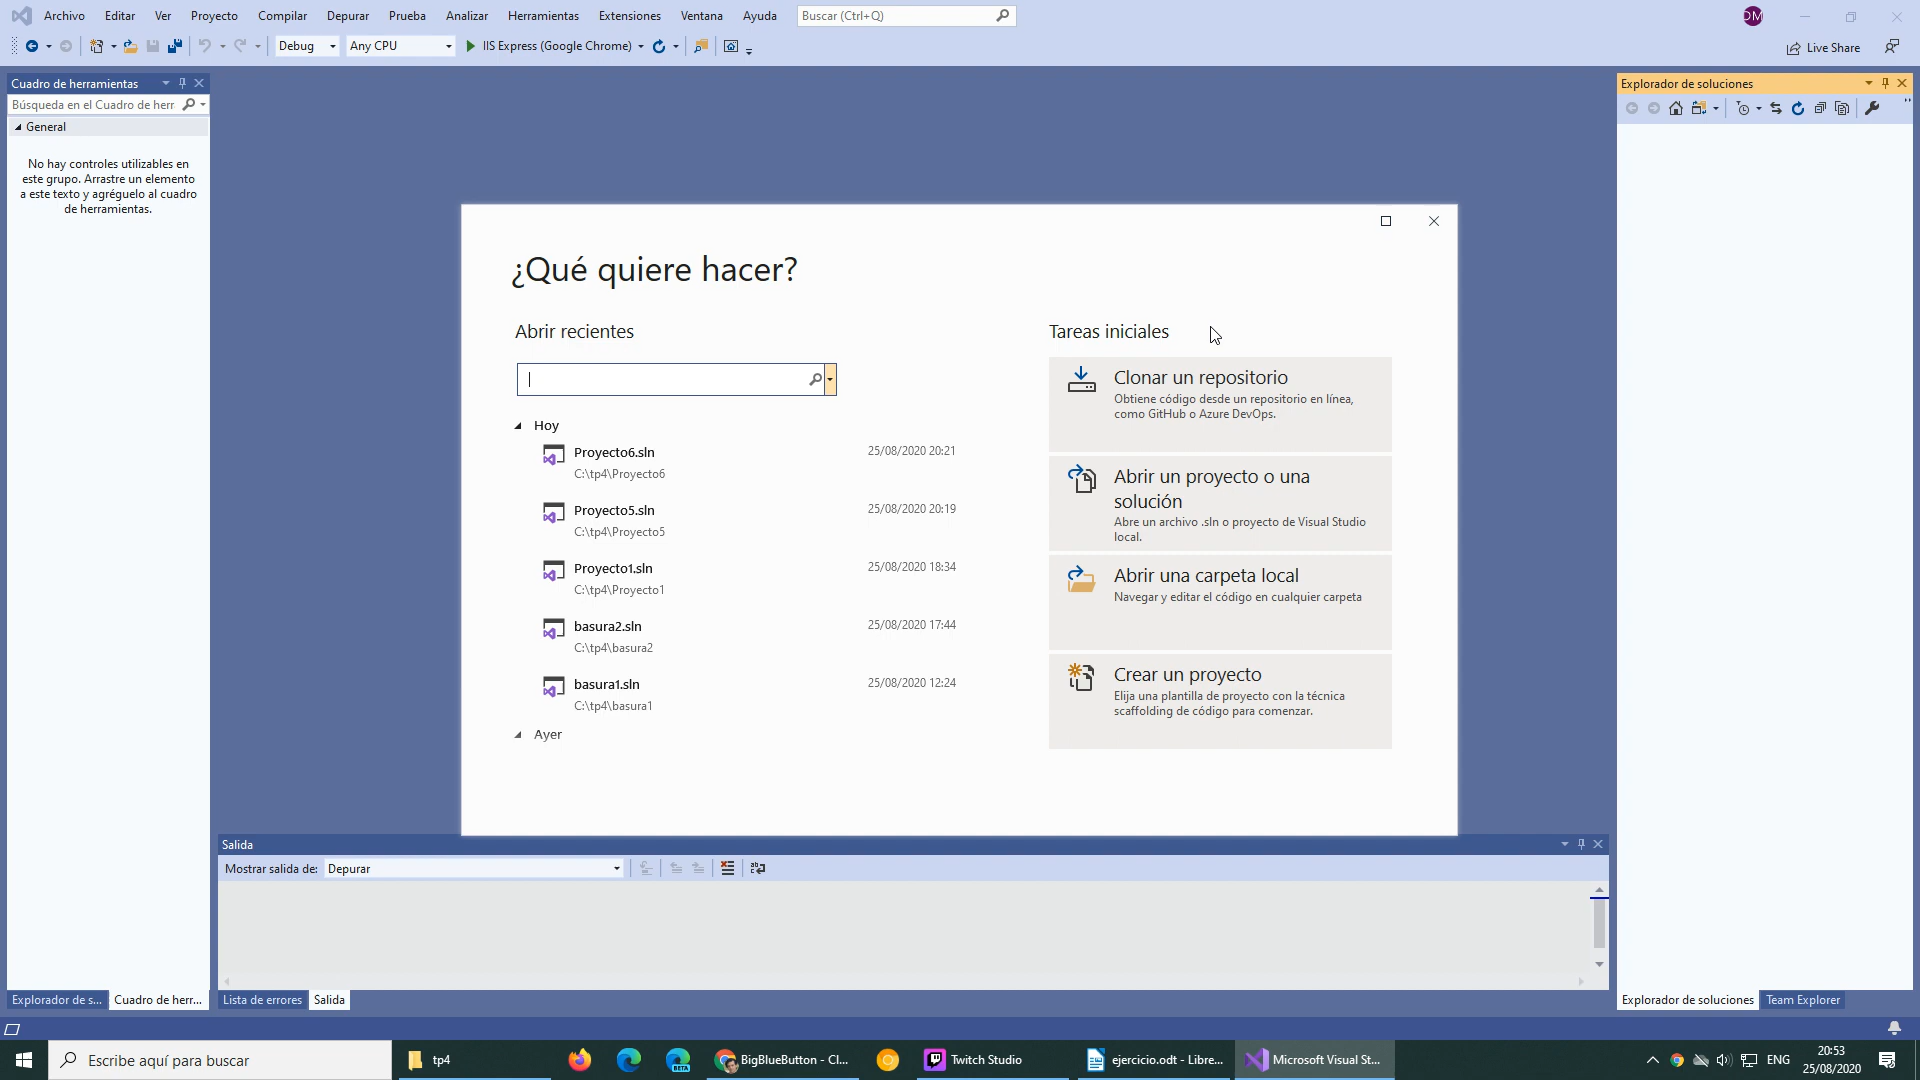 Archivo Editar Ver Proyecto Compilar Depurar Prueba Analizar Herramientas Extensiones Ventana Ayuda Buscar (Ctrl+Q) DM
Debug Any CPU IIS Express (Google Chrome) Live Share
Cuadro de herramientas
Búsqueda en el Cuadro de herr
General
No hay controles utilizables en
este grupo. Arrastre un elemento
a este texto y agréguelo al cuadro
de herramientas.
Explorador de soluciones
¿Qué quiere hacer?
Abrir recientes
Hoy
Proyecto6.sln 25/08/2020 20:21
C:\tp4\Proyecto6
Proyecto5.sln 25/08/2020 20:19
C:\tp4\Proyecto5
Proyecto1.sln 25/08/2020 18:34
C:\tp4\Proyecto1
basura2.sln 25/08/2020 17:44
C:\tp4\basura2
basura1.sln 25/08/2020 12:24
C:\tp4\basura1
Ayer
Tareas iniciales
Clonar un repositorio
Obtiene código desde un repositorio en línea,
como GitHub o Azure DevOps.
Abrir un proyecto o una
solución
Abre un archivo .sln o proyecto de Visual Studio
local.
Abrir una carpeta local
Navegar y editar el código en cualquier carpeta
Crear un proyecto
Elija una plantilla de proyecto con la técnica
scaffolding de código para comenzar.
Salida
Mostrar salida de: Depurar
Explorador de s... Cuadro de herr... Lista de errores Salida Explorador de soluciones Team Explorer
Escribe aquí para buscar tp4 BETA BigBlueButton - Cl... Twitch Studio ejercicio.odt - Libre... Microsoft Visual St... ENG 20:53
25/08/2020